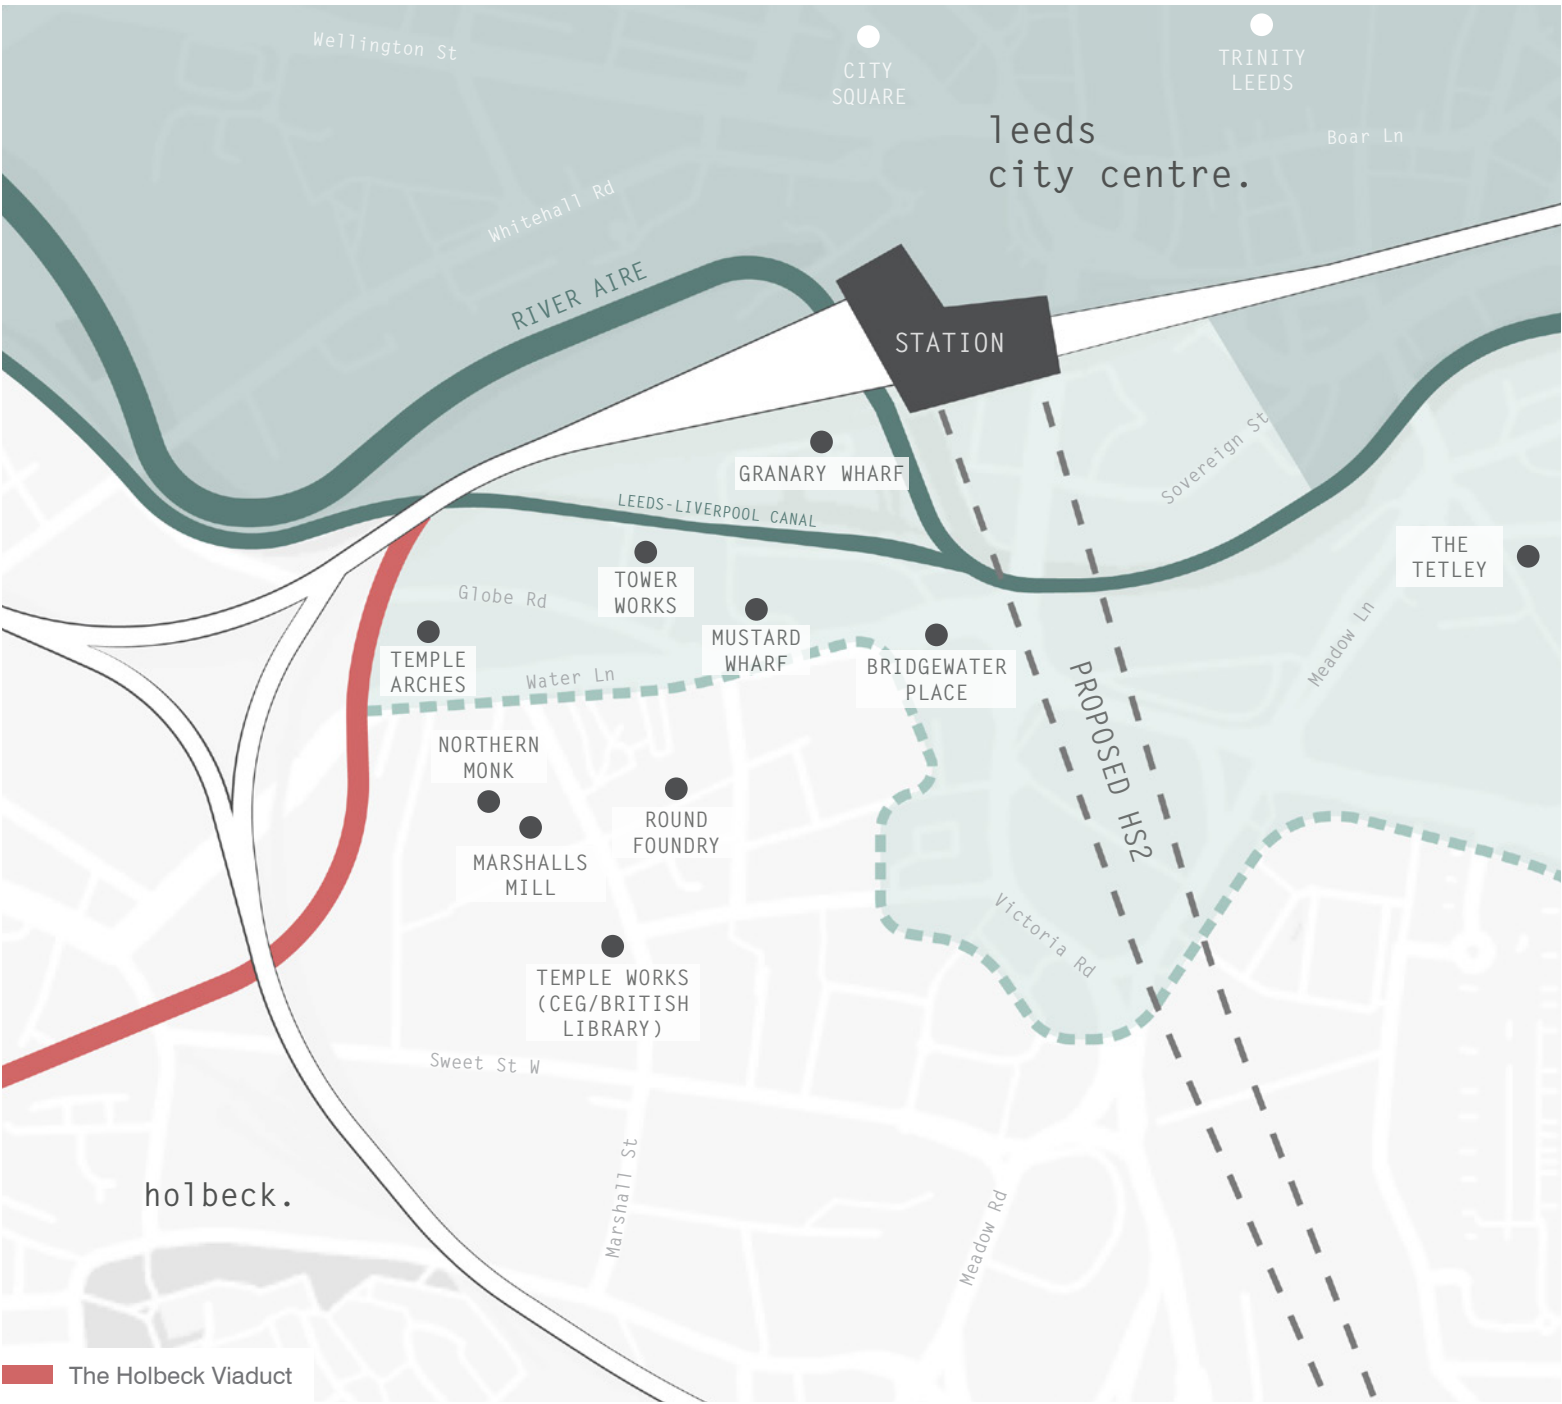 Wellington St
CITY
SQUARE
TRINITY
LEEDS
leeds
city centre.
Boar Ln
Whitehall Rd
RIVER AIRE
STATION
GRANARY WHARF
Sovereign St
LEEDS-LIVERPOOL CANAL
THE
TETLEY
TOWER
WORKS
Globe Rd
MUSTARD
WHARF
TEMPLE
ARCHES
Water Ln
BRIDGEWATER
PLACE
Meadow Ln
PROPOSED HS2
NORTHERN
MONK
ROUND
FOUNDRY
MARSHALLS
MILL
Victoria Rd
TEMPLE WORKS
(CEG/BRITISH
LIBRARY)
Sweet St W
Marshall St
holbeck.
Meadow Rd
The Holbeck Viaduct